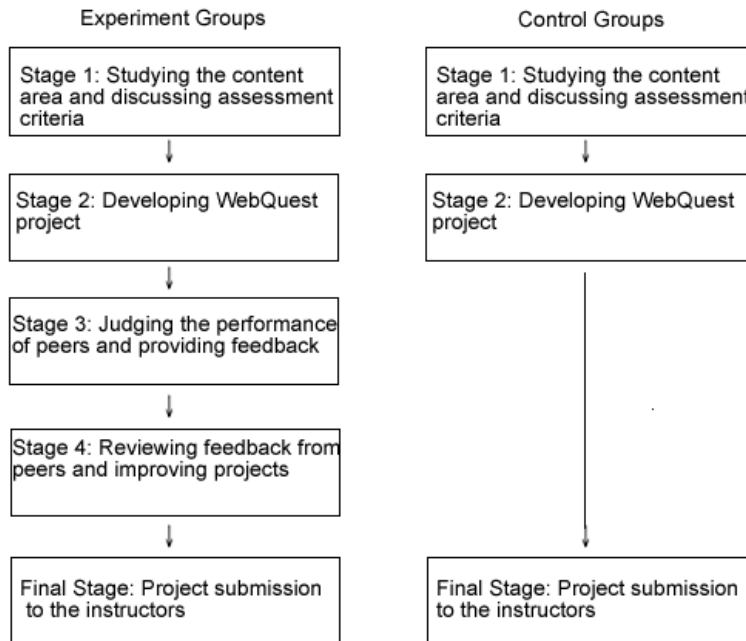 Experiment Groups
Control Groups
Stage 1: Studying the content
area and discussing assessment
criteria
Stage 1: Studying the content
area and discussing assessment
criteria
Stage 2: Developing WebQuest
project
Stage 2: Developing WebQuest
project
Stage 3: Judging the performance
of peers and providing feedback
Stage 4: Reviewing feedback from
peers and improving projects
Final Stage: Project submission
to the instructors
Final Stage: Project submission
to the instructors